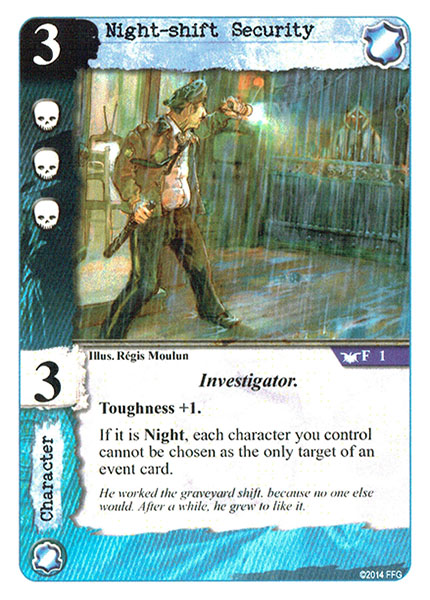 3
Night-shift Security
Illus. Régis Moulun
F 1
3
Investigator.
Toughness +1.
If it is Night, each character you control
cannot be chosen as the only target of an
event card.
He worked the graveyard shift, because no one else
would. After a while, he grew to like it.
Character
©2014 FFG